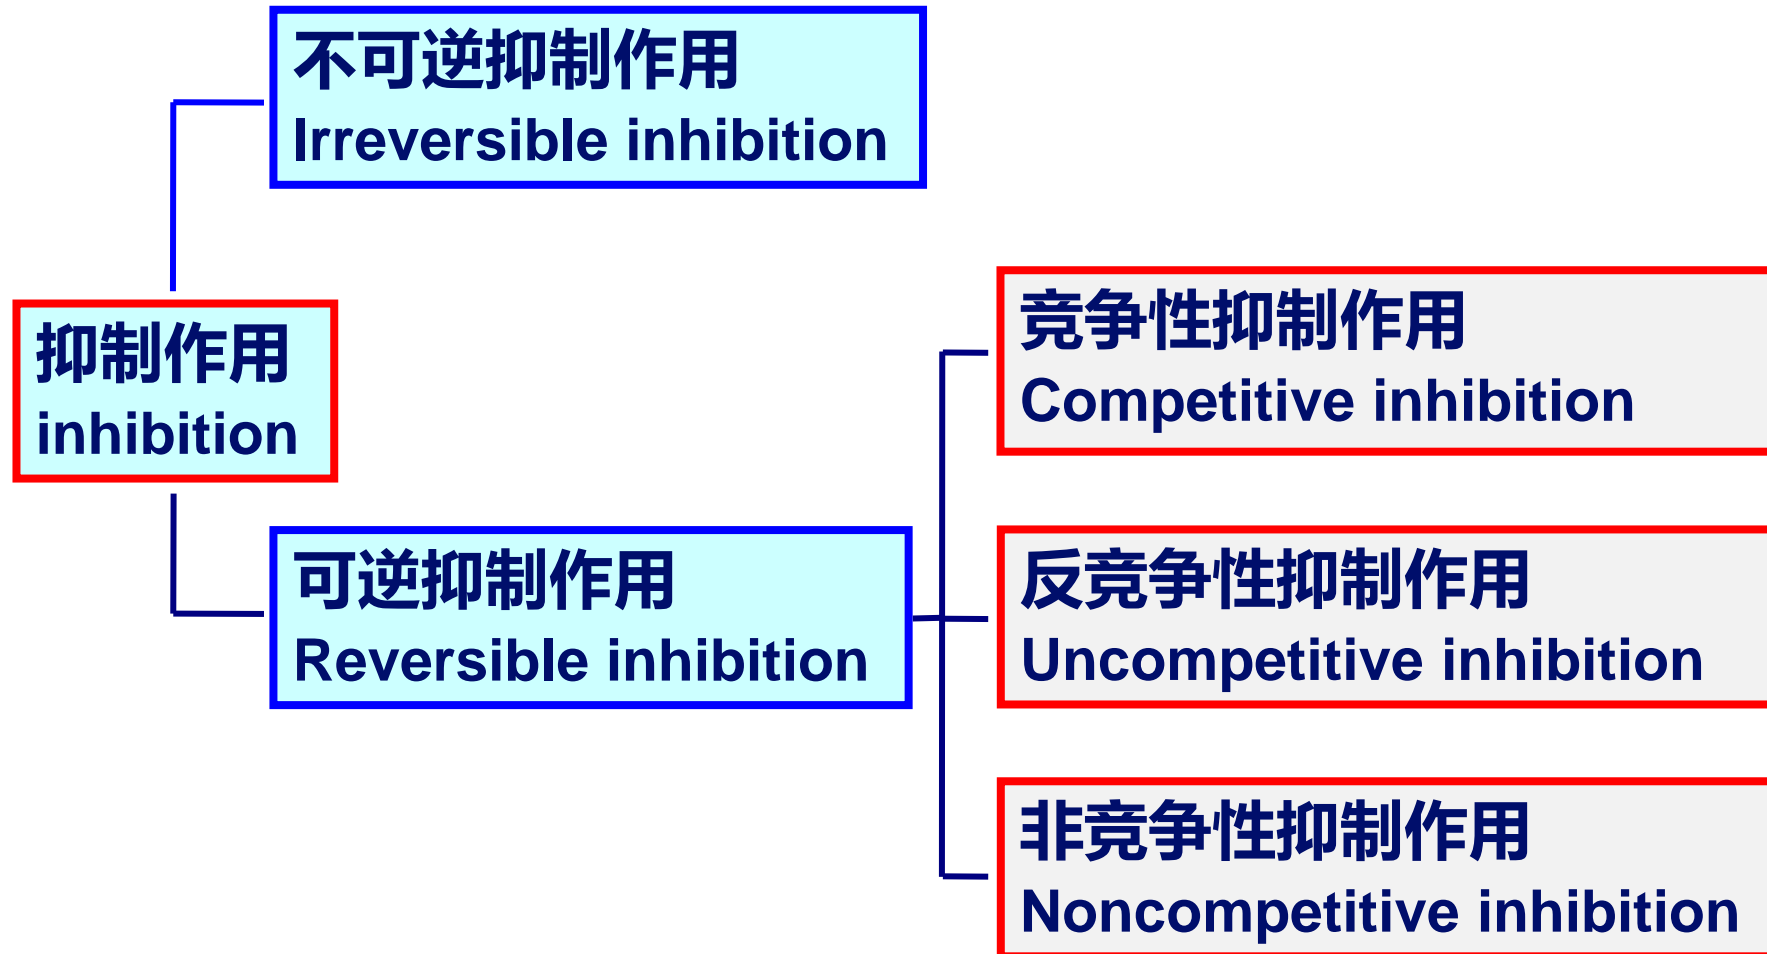 不可逆抑制作用
Irreversible inhibition
抑制作用
inhibition
可逆抑制作用
Reversible inhibition
竞争性抑制作用
Competitive inhibition
反竞争性抑制作用
Uncompetitive inhibition
非竞争性抑制作用
Noncompetitive inhibition